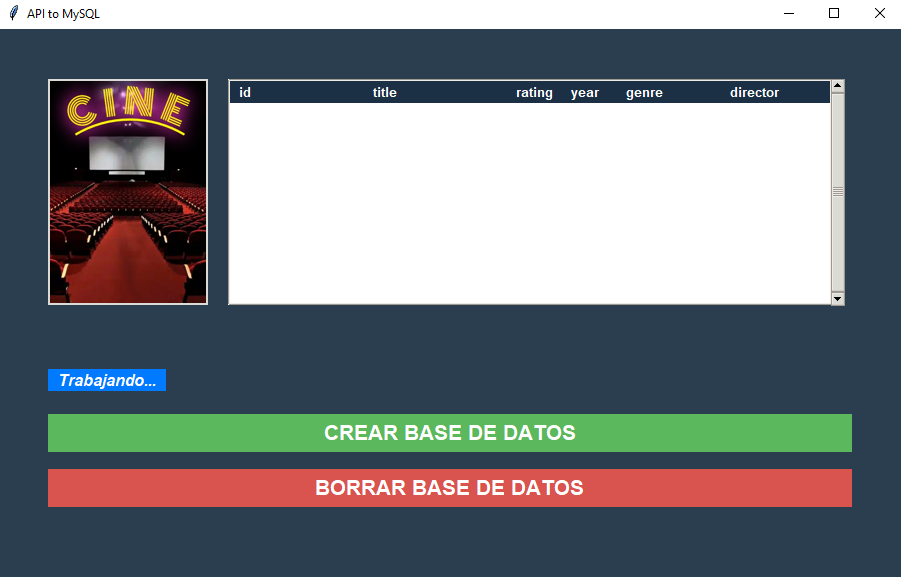 API to MySQL
CINE
id title rating year genre director
Trabajando...
CREAR BASE DE DATOS
BORRAR BASE DE DATOS